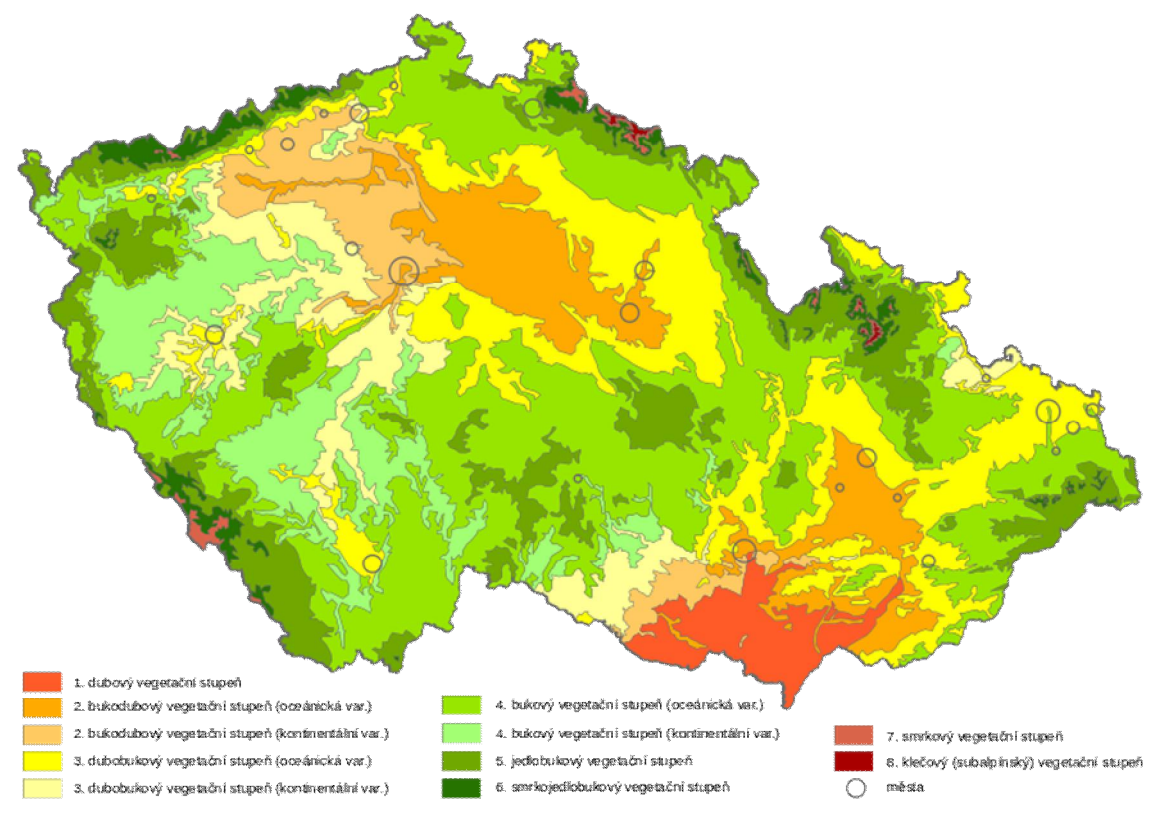 1. dubový vegetační stupeň
2. bukodubový vegetační stupeň (oceánická var.)
2. bukodubový vegetační stupeň (kontinentální var.)
3. dubobukový vegetační stupeň (oceánická var.)
3. dubobukový vegetační stupeň (kontinentální var.)
4. bukový vegetační stupeň (oceánická var.)
4. bukový vegetační stupeň (kontinentální var.)
5. jedlobukový vegetační stupeň
6. smrkojedlobukový vegetační stupeň
7. smrkový vegetační stupeň
8. klečový (subalpínský) vegetační stupeň
města